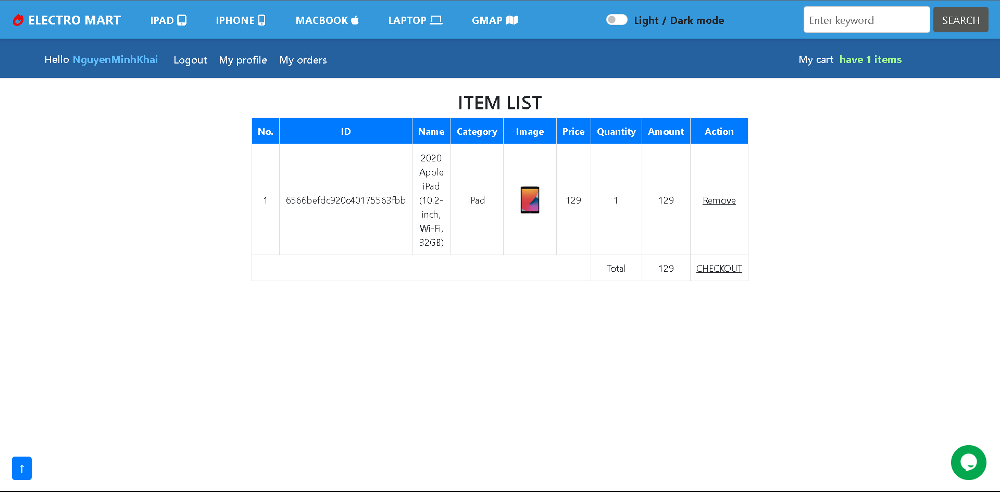 ELECTRO MART IPAD IPHONE MACBOOK LAPTOP GMAP Light / Dark mode Enter keyword SEARCH
Hello NguyenMinhKhai Logout My profile My orders My cart have 1 items
ITEM LIST
No. ID Name Category Image Price Quantity Amount Action
1 6566befdc920c40175563fbb 2020
Apple
iPad
(10.2-
inch,
Wi-Fi,
32GB) iPad 129 1 129 Remove
Total 129 CHECKOUT
↑